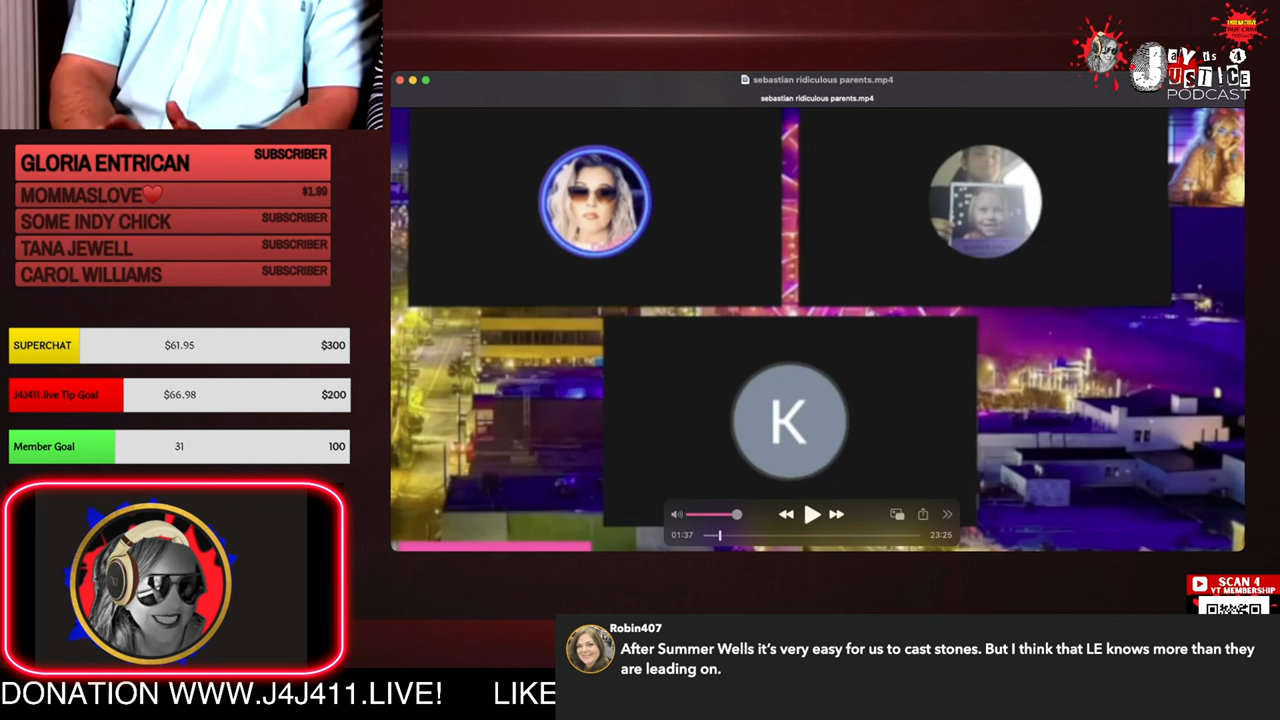 Jay is 4
JUSTICE
PODCAST
sebastian ridiculous parents.mp4
sebastian ridiculous parents.mp4
GLORIA ENTRICAN SUBSCRIBER
MOMMASLOVE❤️ $1.99
SOME INDY CHICK SUBSCRIBER
TANA JEWELL SUBSCRIBER
CAROL WILLIAMS SUBSCRIBER
SUPERCHAT $61.95 $300
J4J411.live Tip Goal $66.98 $200
Member Goal 31 100
K
01:37 23:25
SCAN 4
YT MEMBERSHIP
Robin407
After Summer Wells it's very easy for us to cast stones. But I think that LE knows more than they
are leading on.
DONATION WWW.J4J411.LIVE! LIKE